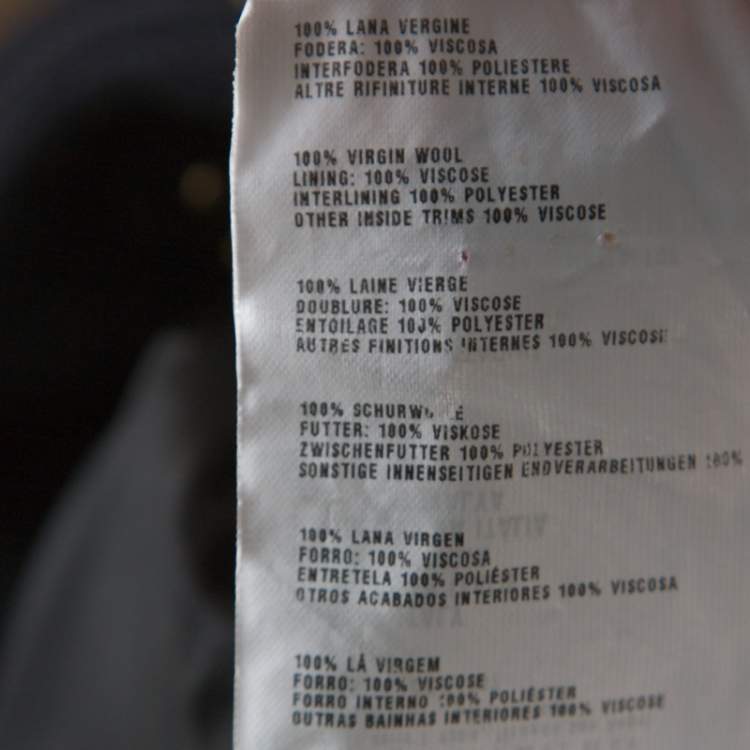 100% LANA VERGINE
FODERA: 100% VISCOSA
INTERFODERA 100% POLIESTERE
ALTRE RIFINITURE INTERNE 100% VISCOSA
100% VIRGIN WOOL
LINING: 100% VISCOSE
INTERLINING 100% POLYESTER
OTHER INSIDE TRIMS 100% VISCOSE
100% LAINE VIERGE
DOUBLURE: 100% VISCOSE
ENTOILAGE 100% POLYESTER
AUTRES FINITIONS INTERNES 100% VISCOSE
100%
FUTTER: 100% VISKOSE
ZWISCHENFUTTER 100% POLYESTER
SONSTIGE INNENSEITIGEN ENDVERARBEITUNGEN 100%
100% LANA VIRGEN
FORRO: 100% VISCOSA
ENTRETELA 100% POLIÉSTER
OTROS ACABADOS INTERIORES 100% VISCOSA
100% LÃ VIRGEM
FORRO: 100% VISCOSE
FORRO INTERNO 100% POLIÉSTER
OUTRAS BAINHAS INTERIORES 100% VISCOSE